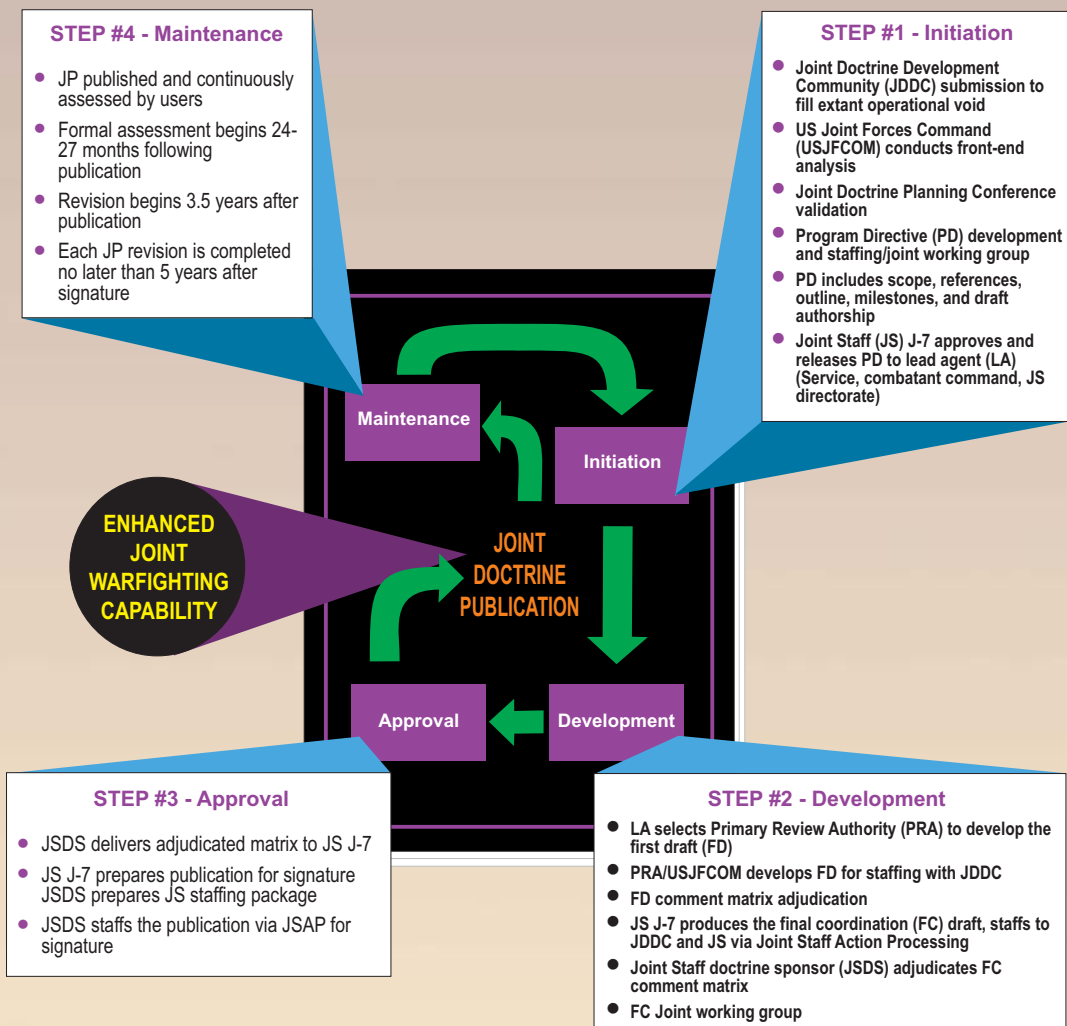 STEP #4 - Maintenance
● JP published and continuously
assessed by users
● Formal assessment begins 24-
27 months following
publication
● Revision begins 3.5 years after
publication
● Each JP revision is completed
no later than 5 years after
signature
STEP #1 - Initiation
● Joint Doctrine Development
Community (JDDC) submission to
fill extant operational void
● US Joint Forces Command
(USJFCOM) conducts front-end
analysis
● Joint Doctrine Planning Conference
validation
● Program Directive (PD) development
and staffing/joint working group
● PD includes scope, references,
outline, milestones, and draft
authorship
● Joint Staff (JS) J-7 approves and
releases PD to lead agent (LA)
(Service, combatant command, JS
directorate)
Maintenance
Initiation
ENHANCED
JOINT
WARFIGHTING
CAPABILITY
JOINT
DOCTRINE
PUBLICATION
Approval
Development
STEP #3 - Approval
● JSDS delivers adjudicated matrix to JS J-7
● JS J-7 prepares publication for signature
JSDS prepares JS staffing package
● JSDS staffs the publication via JSAP for
signature
STEP #2 - Development
● LA selects Primary Review Authority (PRA) to develop the
first draft (FD)
● PRA/USJFCOM develops FD for staffing with JDDC
● FD comment matrix adjudication
● JS J-7 produces the final coordination (FC) draft, staffs to
JDDC and JS via Joint Staff Action Processing
● Joint Staff doctrine sponsor (JSDS) adjudicates FC
comment matrix
● FC Joint working group